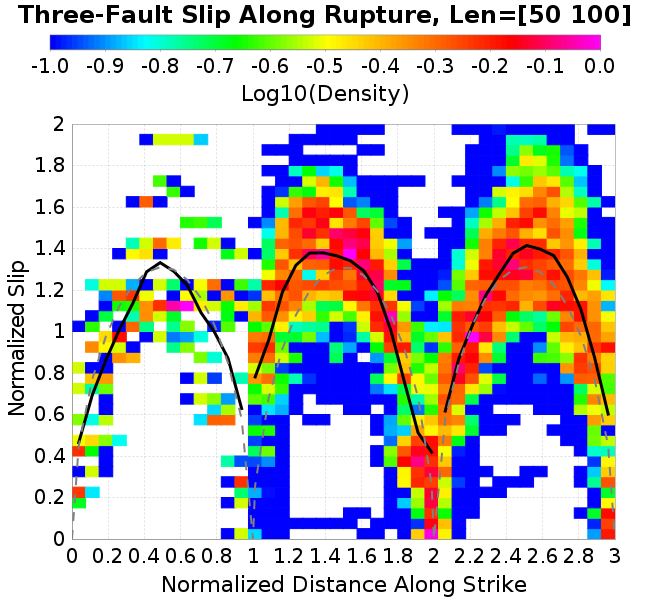 Three-Fault Slip Along Rupture, Len=[50 100]
-1.0 -0.9 -0.8 -0.7 -0.6 -0.5 -0.4 -0.3 -0.2 -0.1 0.0
Log10(Density)
Normalized Slip
2
1.8
1.6
1.4
1.2
1
0.8
0.6
0.4
0.2
0
0 0.2 0.4 0.6 0.8 1 1.2 1.4 1.6 1.8 2 2.2 2.4 2.6 2.8 3
Normalized Distance Along Strike